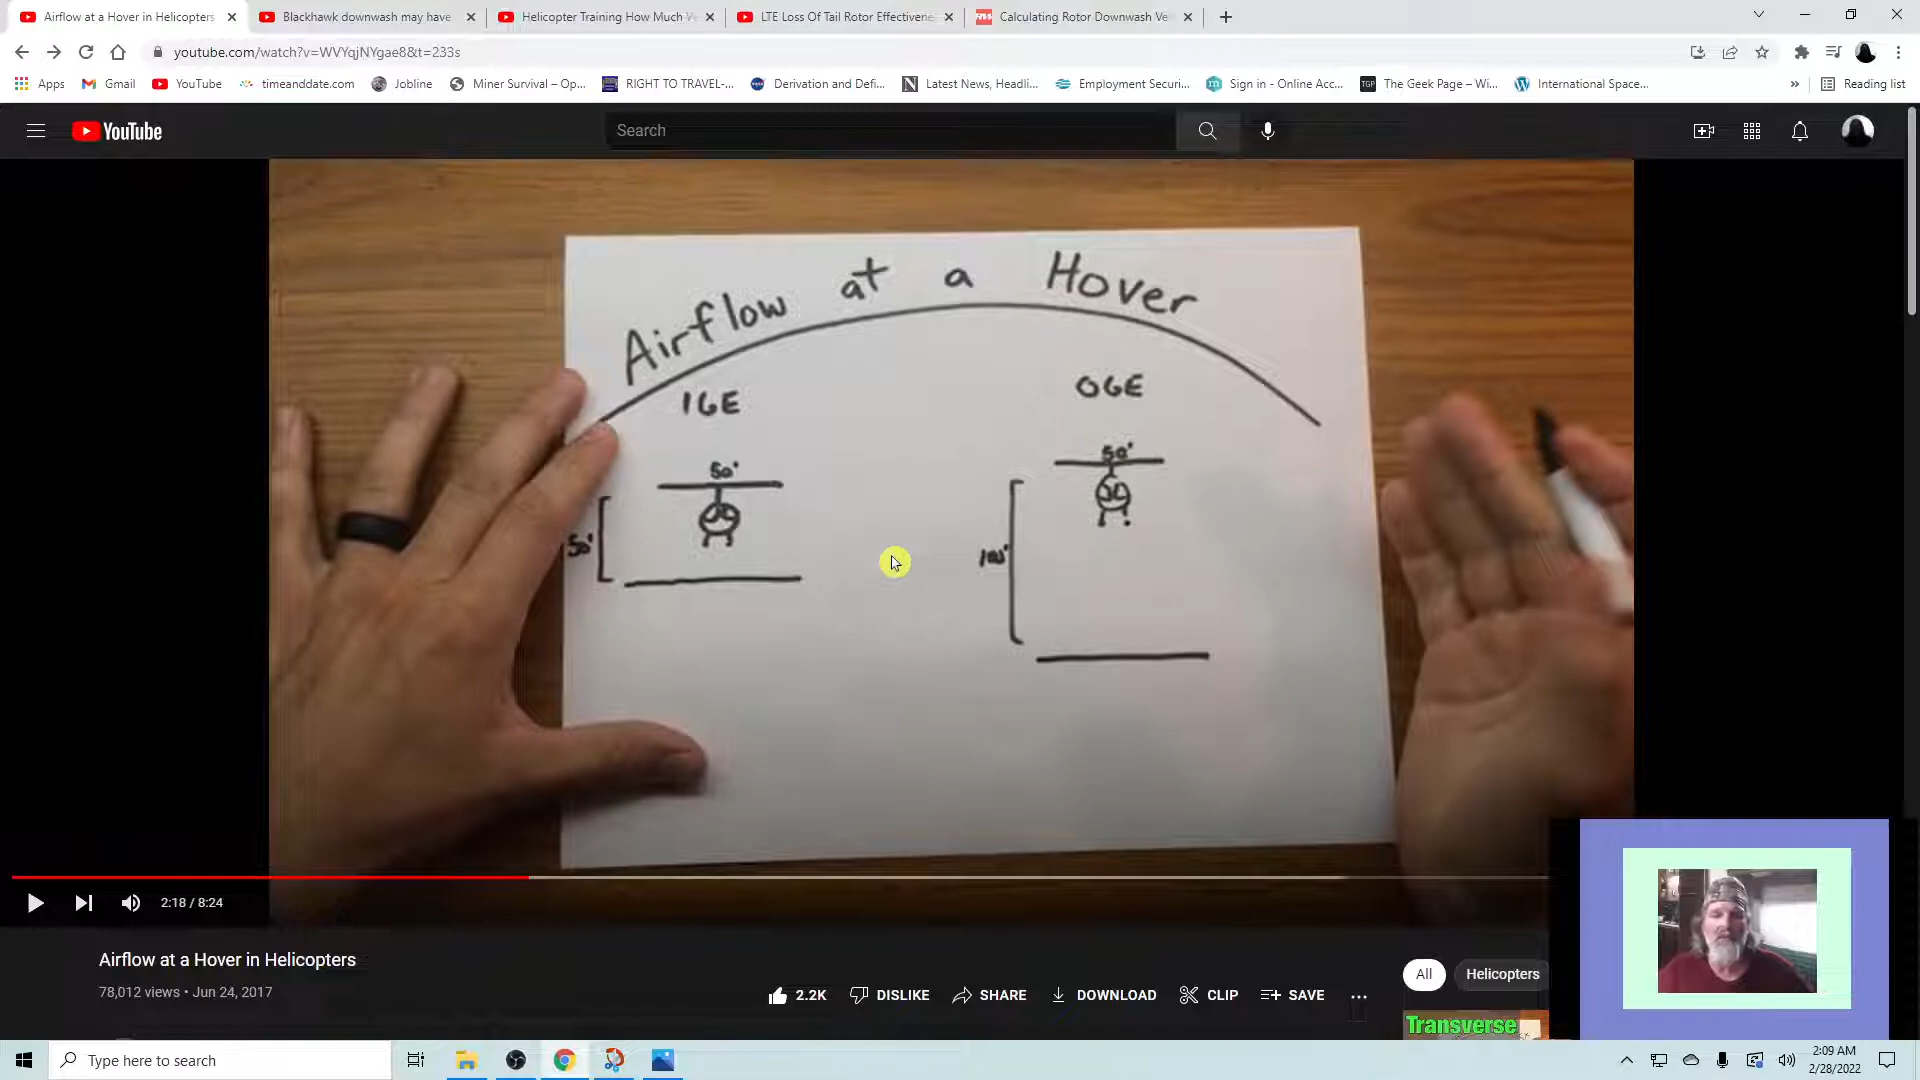 Airflow at a Hover in Helicopters
Blackhawk downwash may have
Helicopter Training How Much Ve
LTE Loss Of Tail Rotor Effectivene
Calculating Rotor Downwash Ve
youtube.com/watch?v=WVYqjNYgae8&t=233s
Apps
Gmail
YouTube
timeanddate.com
Jobline
Miner Survival – Op...
RIGHT TO TRAVEL-...
Derivation and Defi...
Latest News, Headli...
Employment Securi...
Sign in - Online Acc...
TGP
The Geek Page – Wi...
International Space...
»
Reading list
YouTube
Search
Airflow at a Hover
IGE
OGE
50'
50'
50'
100'
2:18 / 8:24
Airflow at a Hover in Helicopters
78,012 views • Jun 24, 2017
2.2K
DISLIKE
SHARE
DOWNLOAD
CLIP
SAVE
...
All
Helicopters
Transverse
Type here to search
2:09 AM
2/28/2022